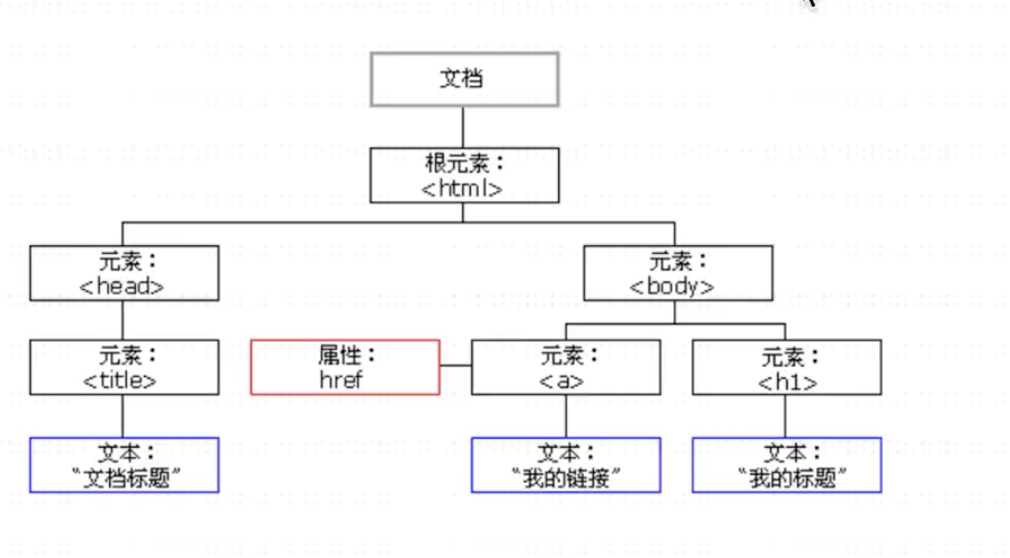 文档
根元素：
<html>
元素：
<head>
元素：
<body>
元素：
<title>
属性：
href
元素：
<a>
元素：
<h1>
文本：
“文档标题”
文本：
“我的链接”
文本：
“我的标题”